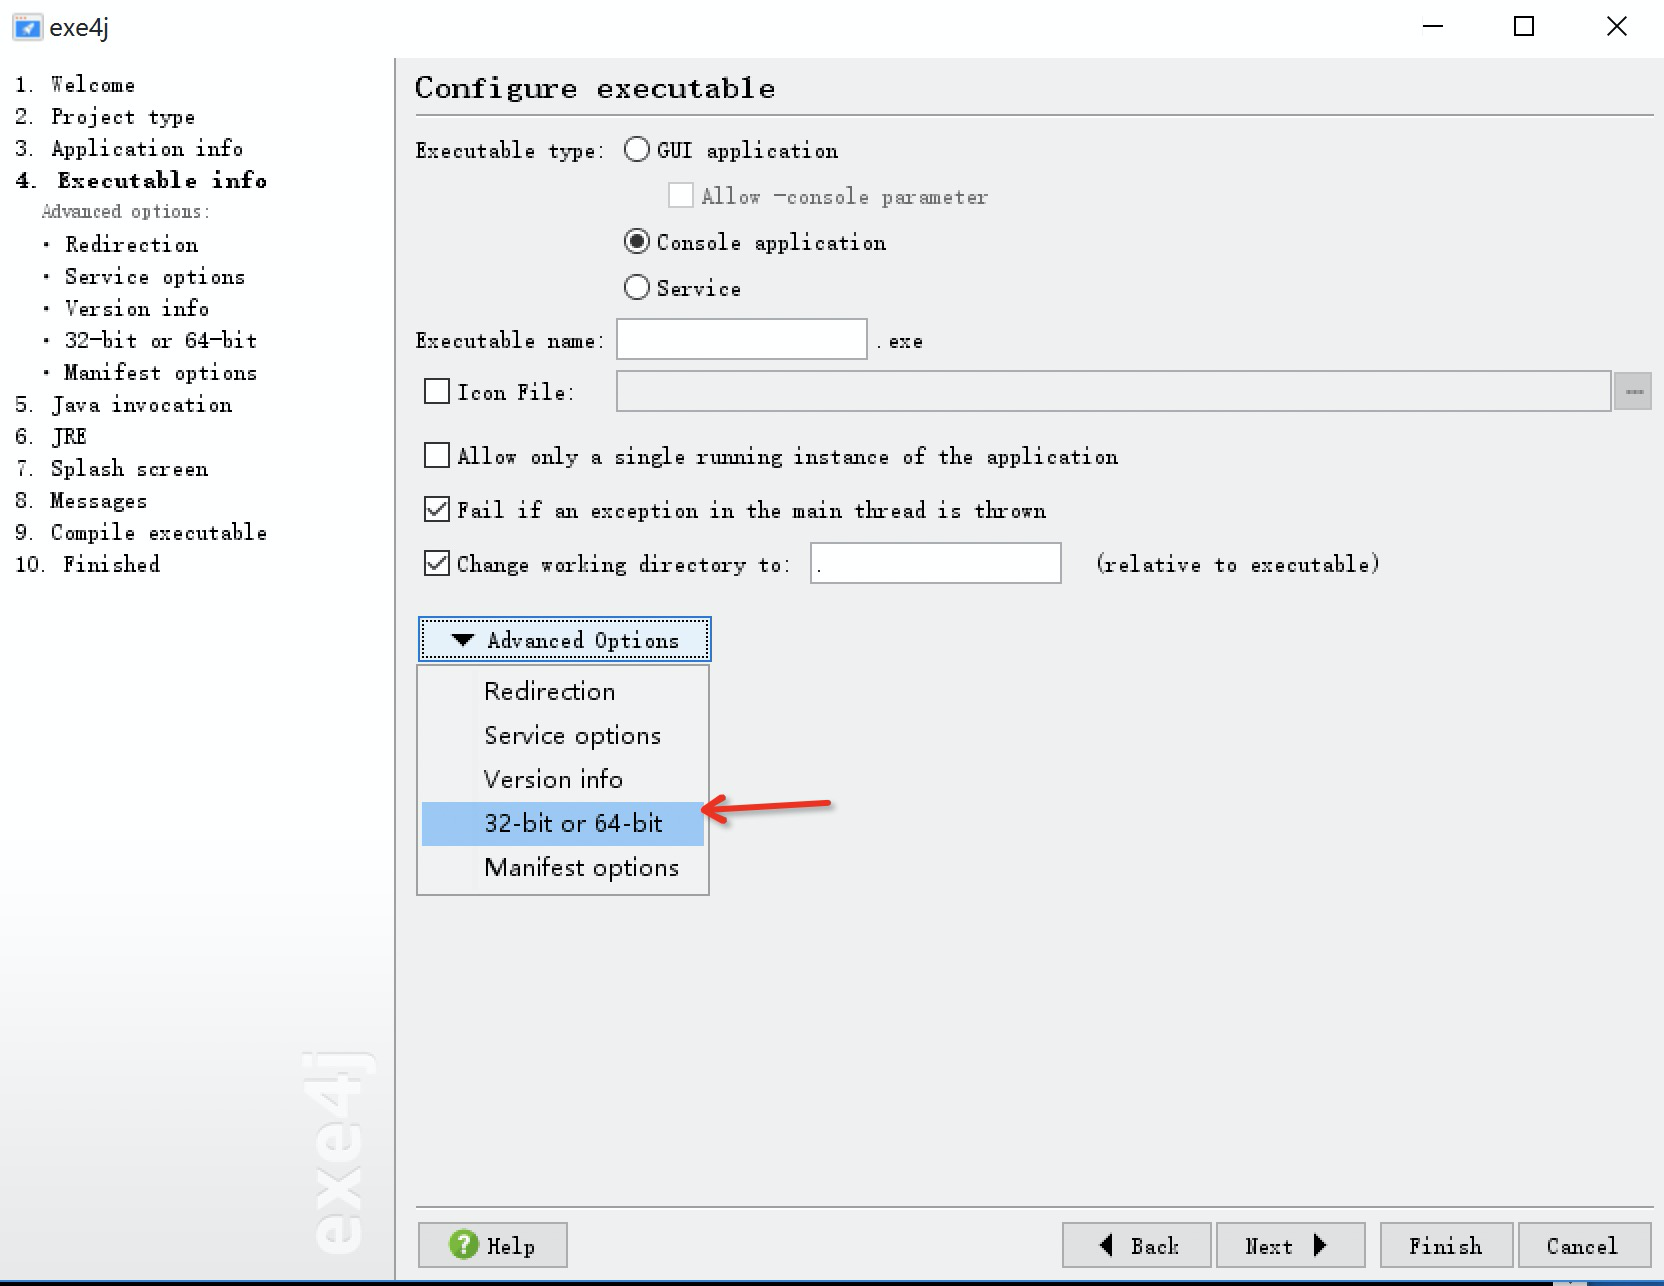 exe4j
1. Welcome
2. Project type
3. Application info
4. Executable info
Advanced options:
· Redirection
· Service options
· Version info
· 32-bit or 64-bit
· Manifest options
5. Java invocation
6. JRE
7. Splash screen
8. Messages
9. Compile executable
10. Finished
exe4j
Configure executable
Executable type: GUI application
Allow -console parameter
Console application
Service
Executable name: .exe
Icon File: ...
Allow only a single running instance of the application
Fail if an exception in the main thread is thrown
Change working directory to: . (relative to executable)
Advanced Options
Redirection
Service options
Version info
32-bit or 64-bit
Manifest options
? Help
Back
Next
Finish
Cancel